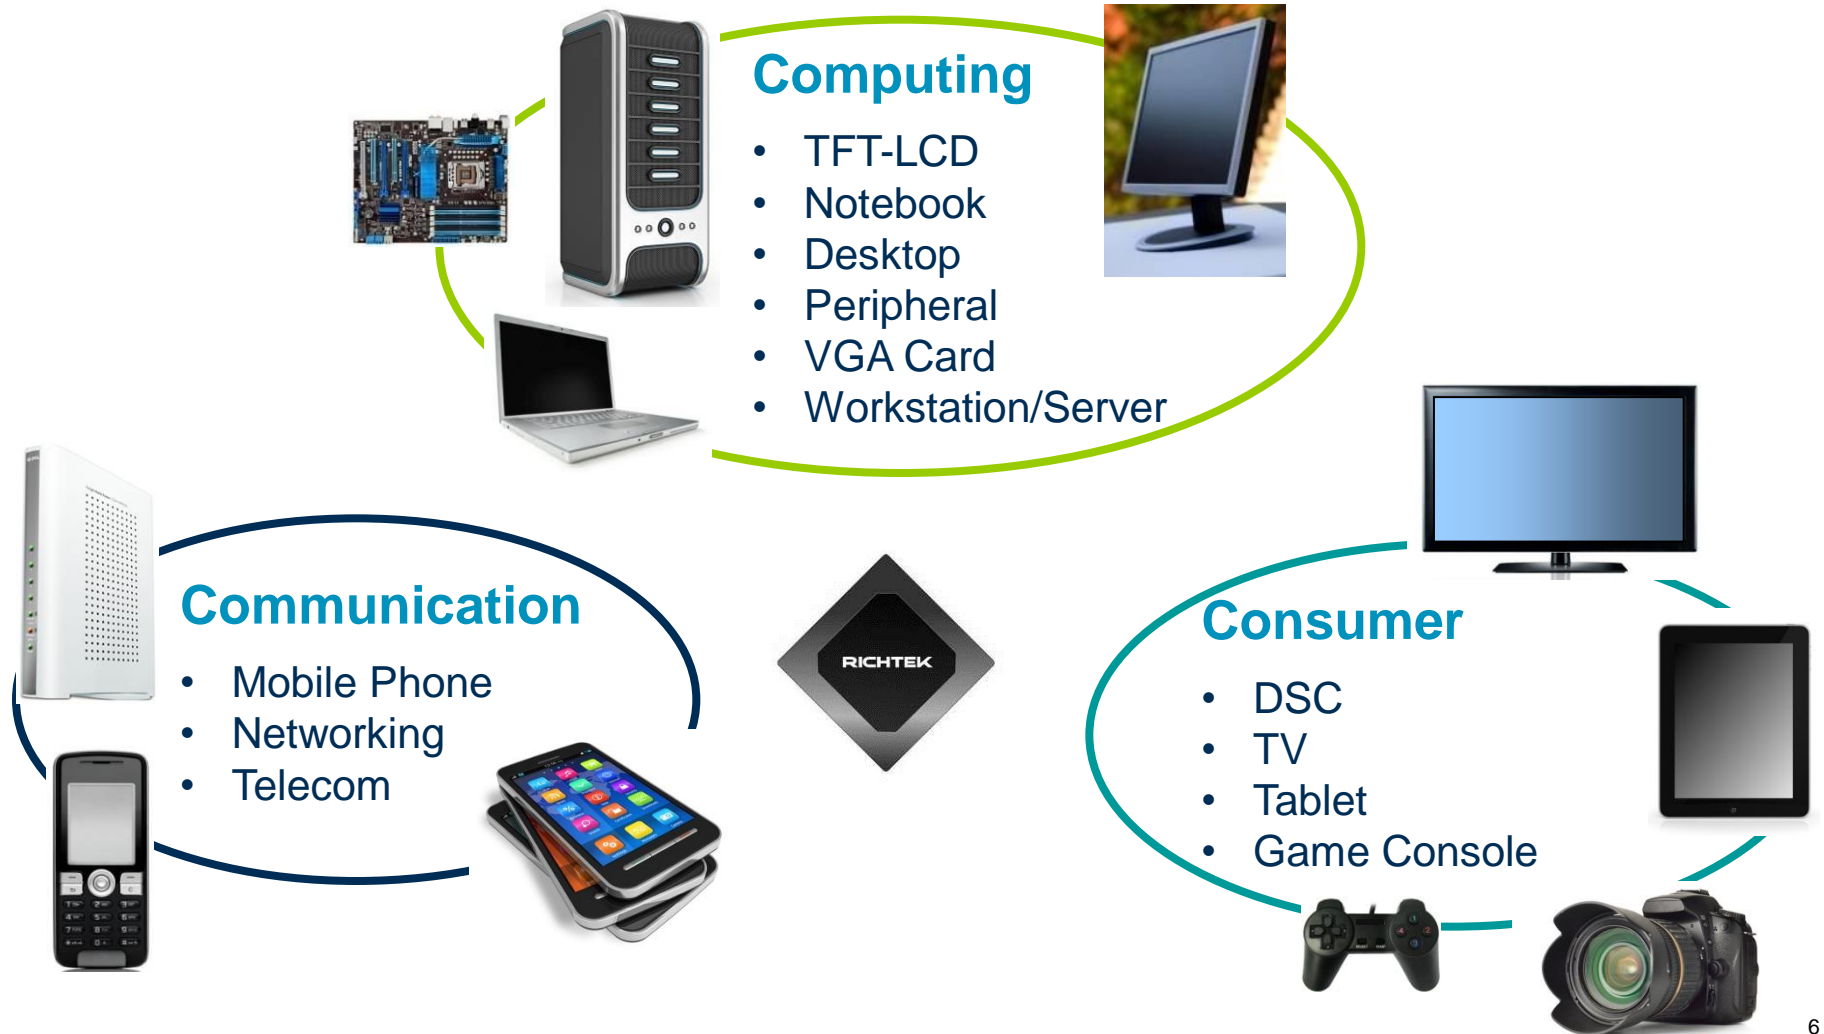 Computing
• TFT-LCD
• Notebook
• Desktop
• Peripheral
• VGA Card
• Workstation/Server
Communication
• Mobile Phone
• Networking
• Telecom
RICHTEK
Consumer
• DSC
• TV
• Tablet
• Game Console
6